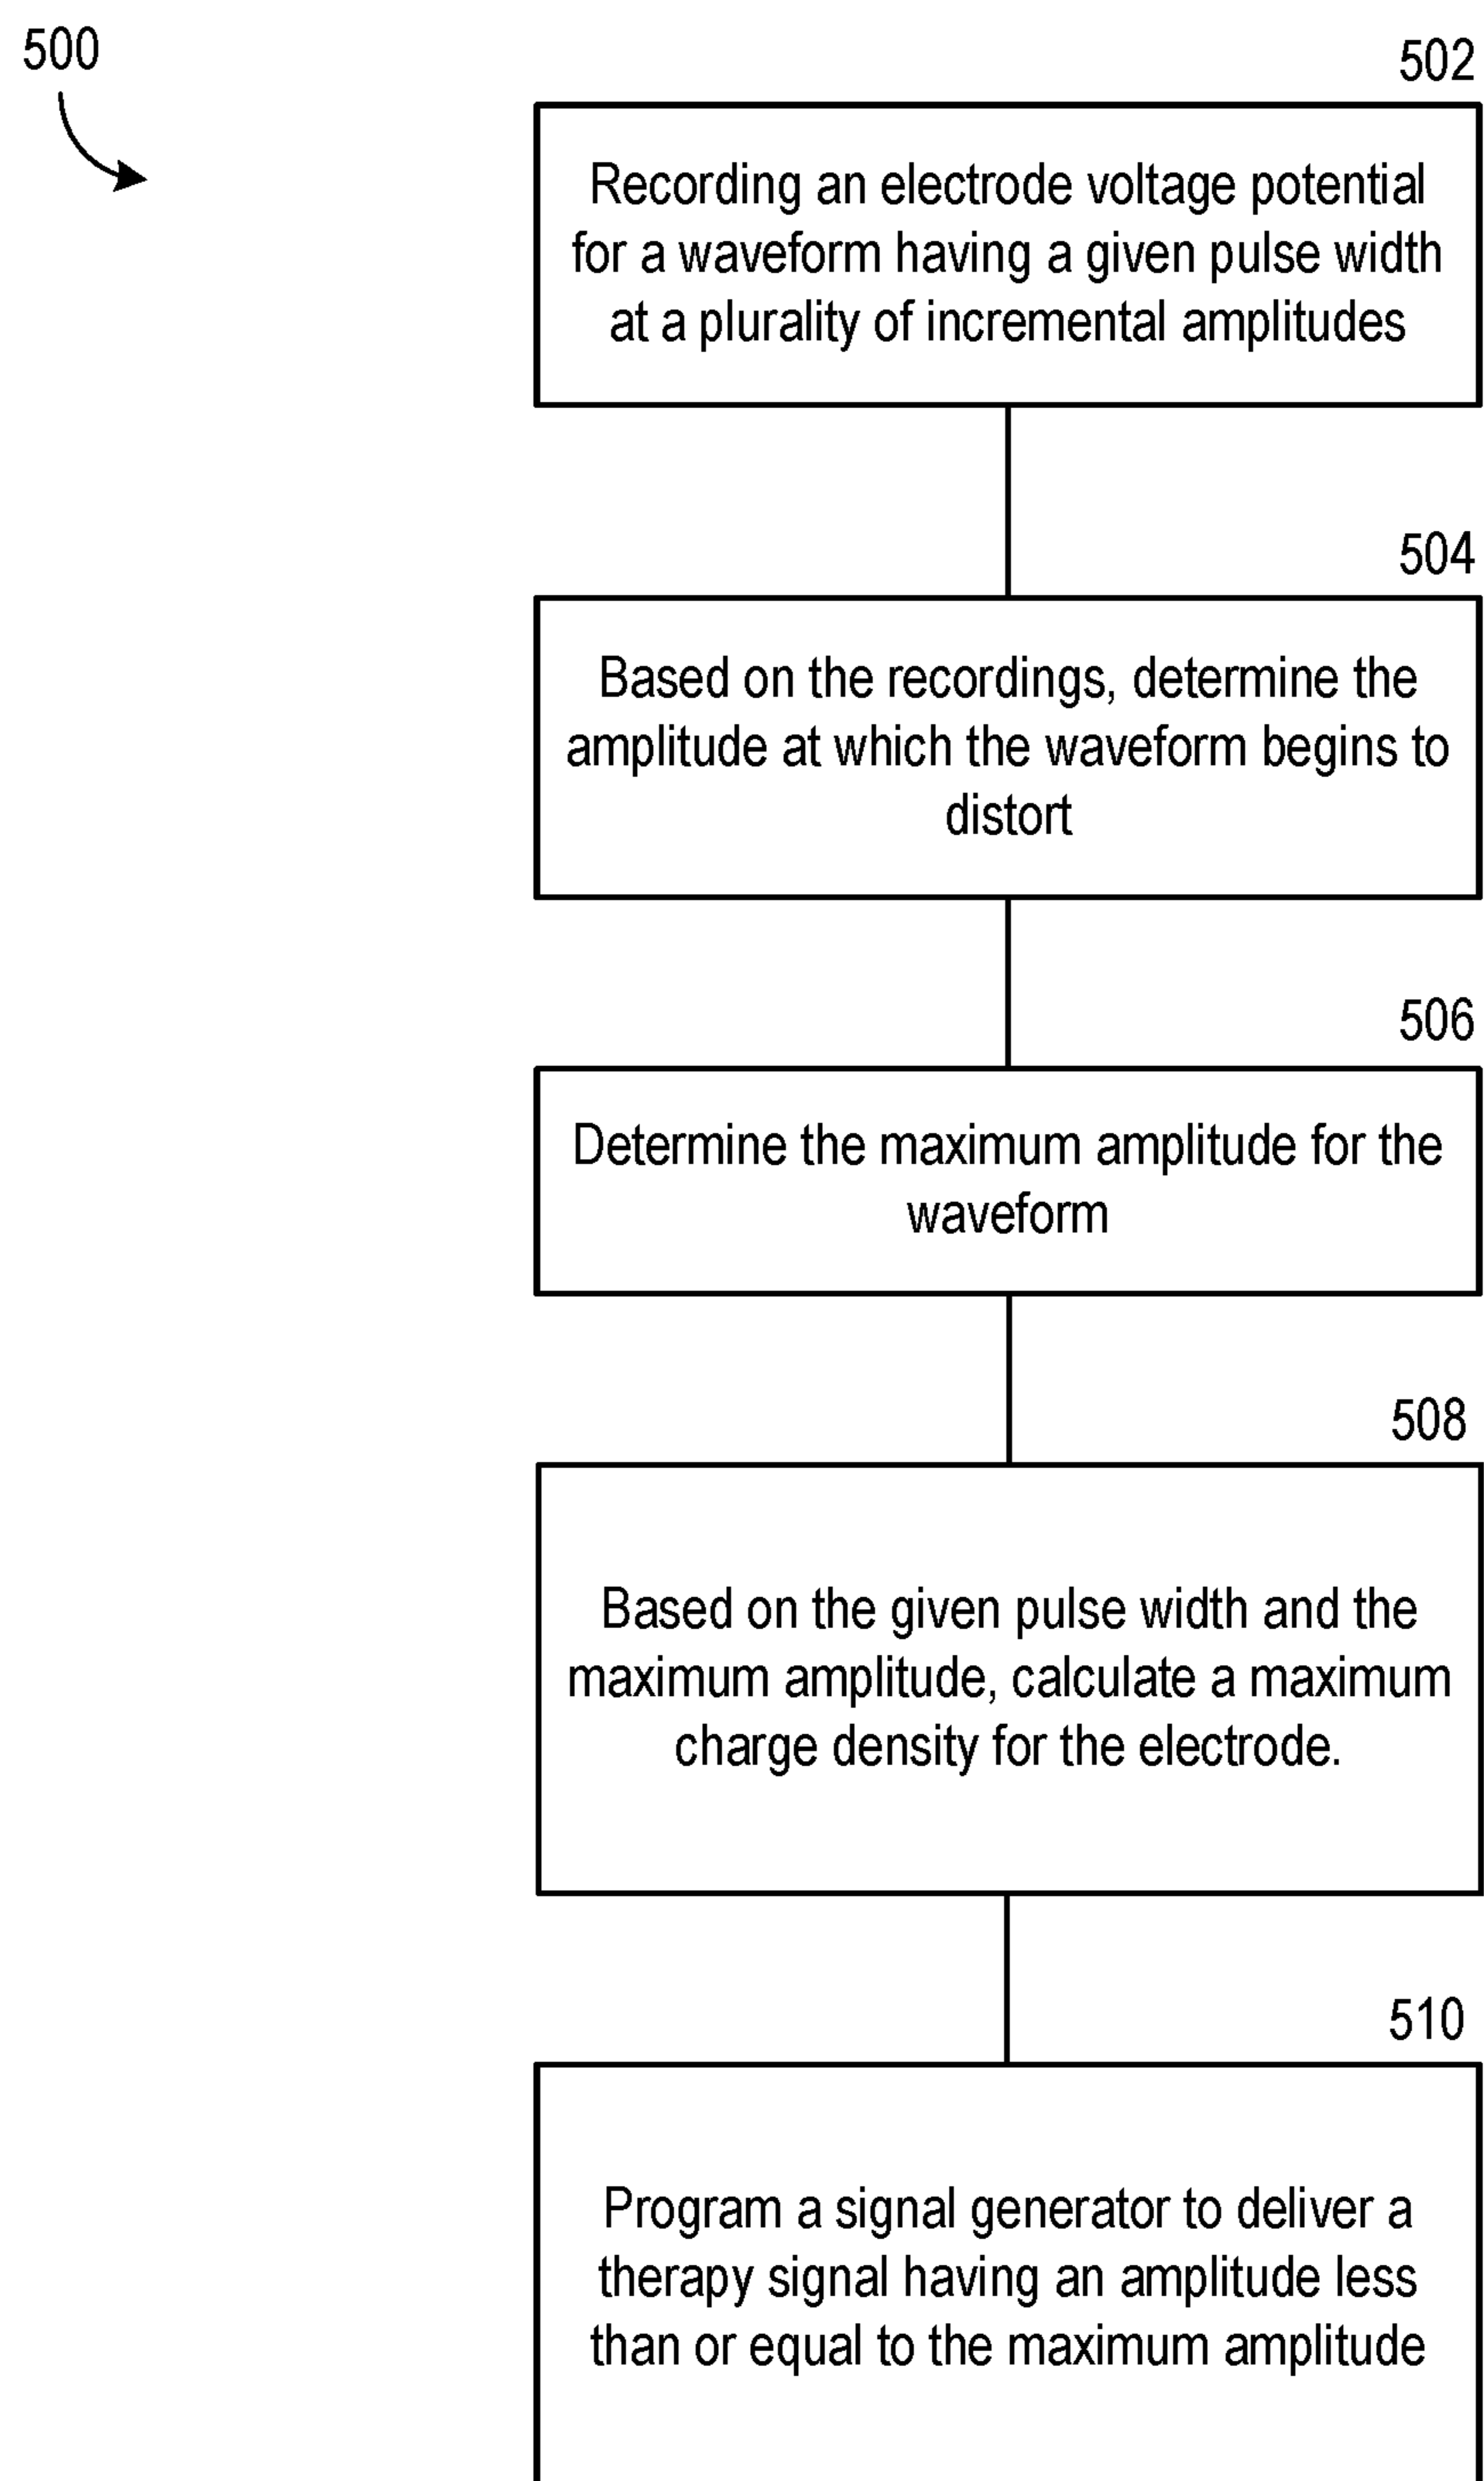 500
502
Recording an electrode voltage potential
for a waveform having a given pulse width
at a plurality of incremental amplitudes
504
Based on the recordings, determine the
amplitude at which the waveform begins to
distort
506
Determine the maximum amplitude for the
waveform
508
Based on the given pulse width and the
maximum amplitude, calculate a maximum
charge density for the electrode.
510
Program a signal generator to deliver a
therapy signal having an amplitude less
than or equal to the maximum amplitude